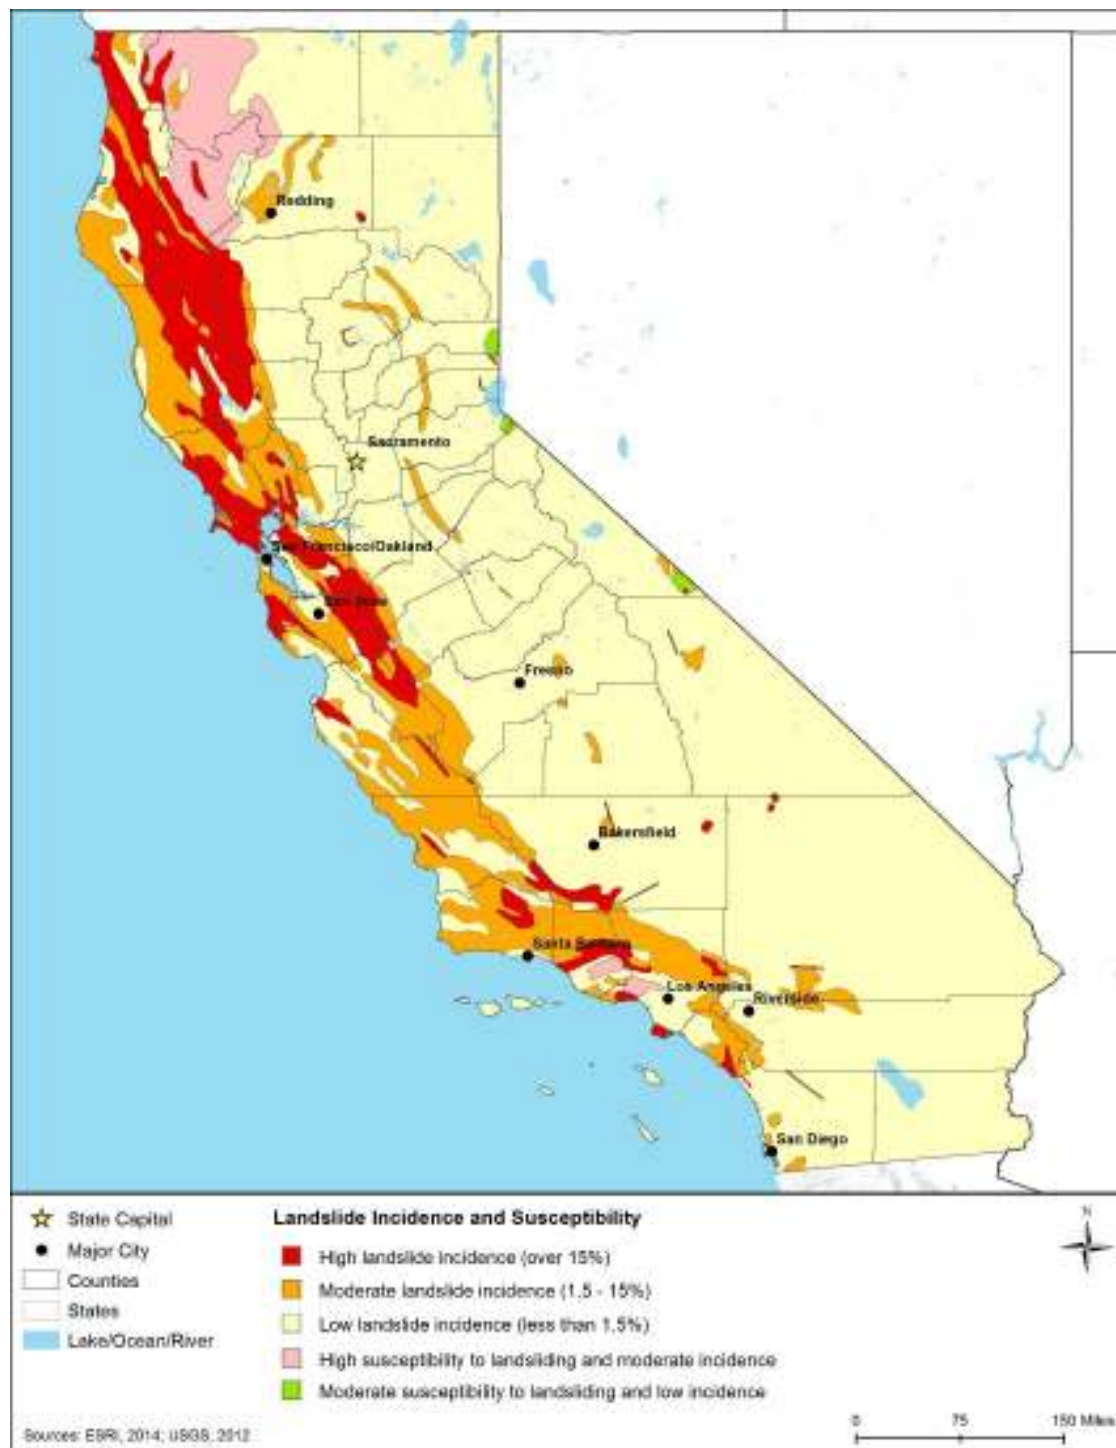 Redding
Sacramento
San Francisco/Oakland
San Jose
Fresno
Bakersfield
Santa Barbara
Los Angeles
Riverside
San Diego
State Capital
Major City
Counties
States
Lake/Ocean/River
Landslide Incidence and Susceptibility
High landslide incidence (over 15%)
Moderate landslide incidence (1.5 - 15%)
Low landslide incidence (less than 1.5%)
High susceptibility to landsliding and moderate incidence
Moderate susceptibility to landsliding and low incidence
N
0 75 150 Miles
Sources: ESRI, 2014; USGS, 2012